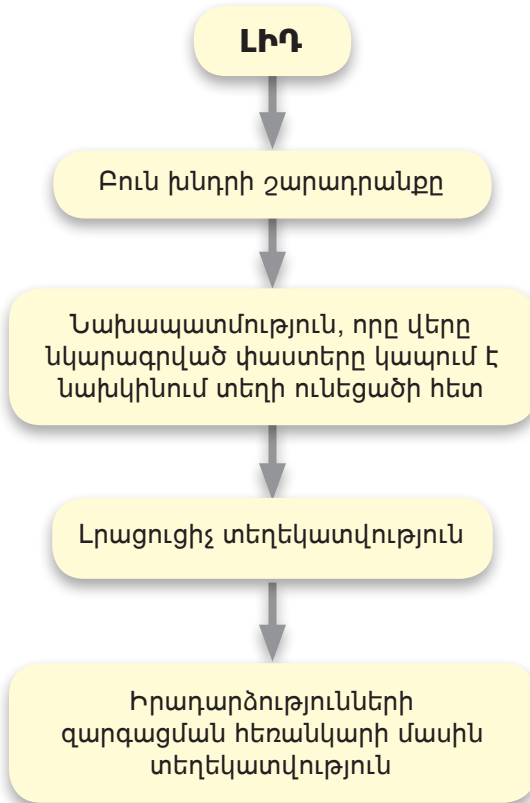 ԼԻԴ
Բուն խնդրի շարադրանքը
Նախապատմություն, որը վերը
նկարագրված փաստերը կապում է
նախկինում տեղի ունեցածի հետ
Լրացուցիչ տեղեկատվություն
Իրադարձությունների
զարգացման հեռանկարի մասին
տեղեկատվություն